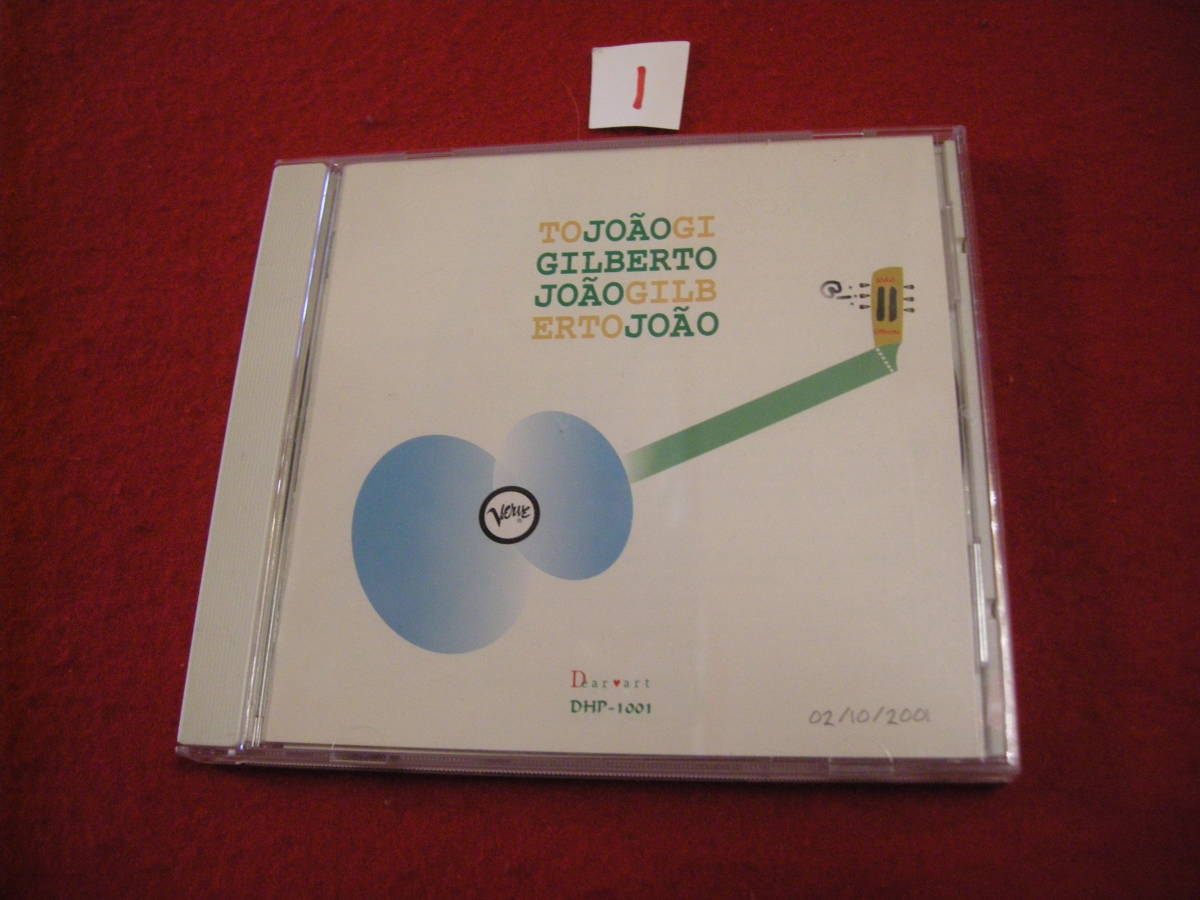 1
TOJOÃOGI
GILBERTO
JOÃOGILB
ERTOJOÃO
Verve
Dear♥art
DHP-1001
02/10/2001